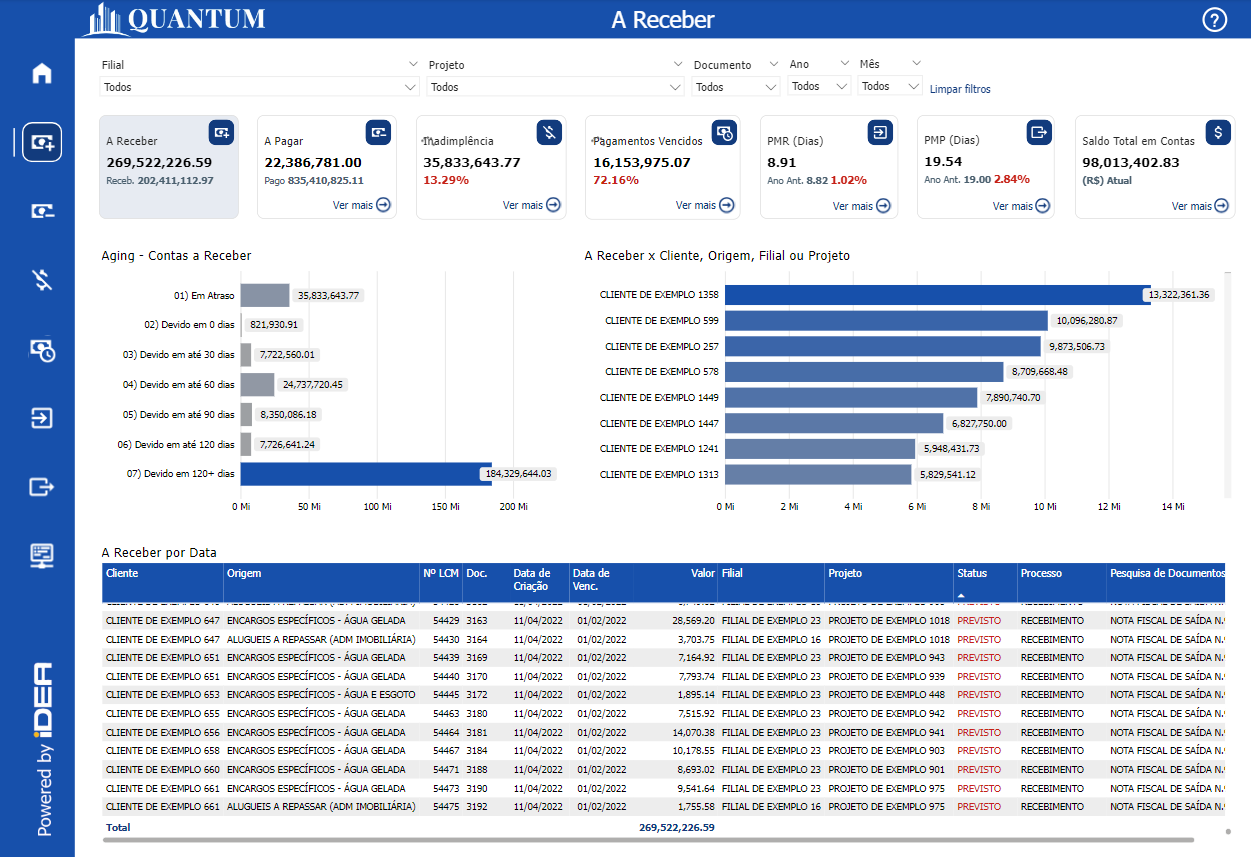 QUANTUM
A Receber
Filial
Projeto
Documento
Ano
Mês
Todos
Todos
Todos
Todos
Todos
Limpar filtros
A Receber
269,522,226.59
Receb. 202,411,112.97
A Pagar
22,386,781.00
Pago 835,410,825.11
Ver mais
Inadimplência
35,833,643.77
13.29%
Ver mais
Pagamentos Vencidos
16,153,975.07
72.16%
Ver mais
PMR (Dias)
8.91
Ano Ant. 8.82 1.02%
Ver mais
PMP (Dias)
19.54
Ano Ant. 19.00 2.84%
Ver mais
Saldo Total em Contas
98,013,402.83
(R$) Atual
Ver mais
Aging - Contas a Receber
01) Em Atraso 35,833,643.77
02) Devido em 0 dias 821,930.91
03) Devido em até 30 dias 7,722,560.01
04) Devido em até 60 dias 24,737,720.45
05) Devido em até 90 dias 8,350,086.18
06) Devido em até 120 dias 7,726,641.24
07) Devido em 120+ dias 184,329,644.03
0 Mi 50 Mi 100 Mi 150 Mi 200 Mi
A Receber x Cliente, Origem, Filial ou Projeto
CLIENTE DE EXEMPLO 1358 13,322,361.36
CLIENTE DE EXEMPLO 599 10,096,280.87
CLIENTE DE EXEMPLO 257 9,873,506.73
CLIENTE DE EXEMPLO 578 8,709,668.48
CLIENTE DE EXEMPLO 1449 7,890,740.70
CLIENTE DE EXEMPLO 1447 6,827,750.00
CLIENTE DE EXEMPLO 1241 5,948,431.73
CLIENTE DE EXEMPLO 1313 5,829,541.12
0 Mi 2 Mi 4 Mi 6 Mi 8 Mi 10 Mi 12 Mi 14 Mi
A Receber por Data
Cliente Origem Nº LCM Doc. Data de Criação Data de Venc. Valor Filial Projeto Status Processo Pesquisa de Documentos
CLIENTE DE EXEMPLO 647 ENCARGOS ESPECÍFICOS - ÁGUA GELADA 54429 3163 11/04/2022 01/02/2022 28,569.20 FILIAL DE EXEMPLO 23 PROJETO DE EXEMPLO 1018 PREVISTO RECEBIMENTO NOTA FISCAL DE SAÍDA N.º
CLIENTE DE EXEMPLO 647 ALUGUEIS A REPASSAR (ADM IMOBILIÁRIA) 54430 3164 11/04/2022 01/02/2022 3,703.75 FILIAL DE EXEMPLO 16 PROJETO DE EXEMPLO 1018 PREVISTO RECEBIMENTO NOTA FISCAL DE SAÍDA N.º
CLIENTE DE EXEMPLO 651 ENCARGOS ESPECÍFICOS - ÁGUA GELADA 54439 3169 11/04/2022 01/02/2022 7,164.92 FILIAL DE EXEMPLO 23 PROJETO DE EXEMPLO 943 PREVISTO RECEBIMENTO NOTA FISCAL DE SAÍDA N.º
CLIENTE DE EXEMPLO 651 ENCARGOS ESPECÍFICOS - ÁGUA GELADA 54440 3170 11/04/2022 01/02/2022 7,793.74 FILIAL DE EXEMPLO 23 PROJETO DE EXEMPLO 939 PREVISTO RECEBIMENTO NOTA FISCAL DE SAÍDA N.º
CLIENTE DE EXEMPLO 653 ENCARGOS ESPECÍFICOS - ÁGUA E ESGOTO 54445 3172 11/04/2022 01/02/2022 1,895.14 FILIAL DE EXEMPLO 23 PROJETO DE EXEMPLO 448 PREVISTO RECEBIMENTO NOTA FISCAL DE SAÍDA N.º
CLIENTE DE EXEMPLO 655 ENCARGOS ESPECÍFICOS - ÁGUA GELADA 54463 3180 11/04/2022 01/02/2022 7,515.92 FILIAL DE EXEMPLO 23 PROJETO DE EXEMPLO 942 PREVISTO RECEBIMENTO NOTA FISCAL DE SAÍDA N.º
CLIENTE DE EXEMPLO 656 ENCARGOS ESPECÍFICOS - ÁGUA GELADA 54464 3181 11/04/2022 01/02/2022 14,070.38 FILIAL DE EXEMPLO 23 PROJETO DE EXEMPLO 941 PREVISTO RECEBIMENTO NOTA FISCAL DE SAÍDA N.º
CLIENTE DE EXEMPLO 658 ENCARGOS ESPECÍFICOS - ÁGUA GELADA 54467 3184 11/04/2022 01/02/2022 10,178.55 FILIAL DE EXEMPLO 23 PROJETO DE EXEMPLO 903 PREVISTO RECEBIMENTO NOTA FISCAL DE SAÍDA N.º
CLIENTE DE EXEMPLO 660 ENCARGOS ESPECÍFICOS - ÁGUA GELADA 54471 3188 11/04/2022 01/02/2022 8,693.02 FILIAL DE EXEMPLO 23 PROJETO DE EXEMPLO 901 PREVISTO RECEBIMENTO NOTA FISCAL DE SAÍDA N.º
CLIENTE DE EXEMPLO 661 ENCARGOS ESPECÍFICOS - ÁGUA GELADA 54473 3190 11/04/2022 01/02/2022 9,541.64 FILIAL DE EXEMPLO 23 PROJETO DE EXEMPLO 975 PREVISTO RECEBIMENTO NOTA FISCAL DE SAÍDA N.º
CLIENTE DE EXEMPLO 661 ALUGUEIS A REPASSAR (ADM IMOBILIÁRIA) 54475 3192 11/04/2022 01/02/2022 1,755.58 FILIAL DE EXEMPLO 16 PROJETO DE EXEMPLO 975 PREVISTO RECEBIMENTO NOTA FISCAL DE SAÍDA N.º
Total 269,522,226.59
Powered by iDEA